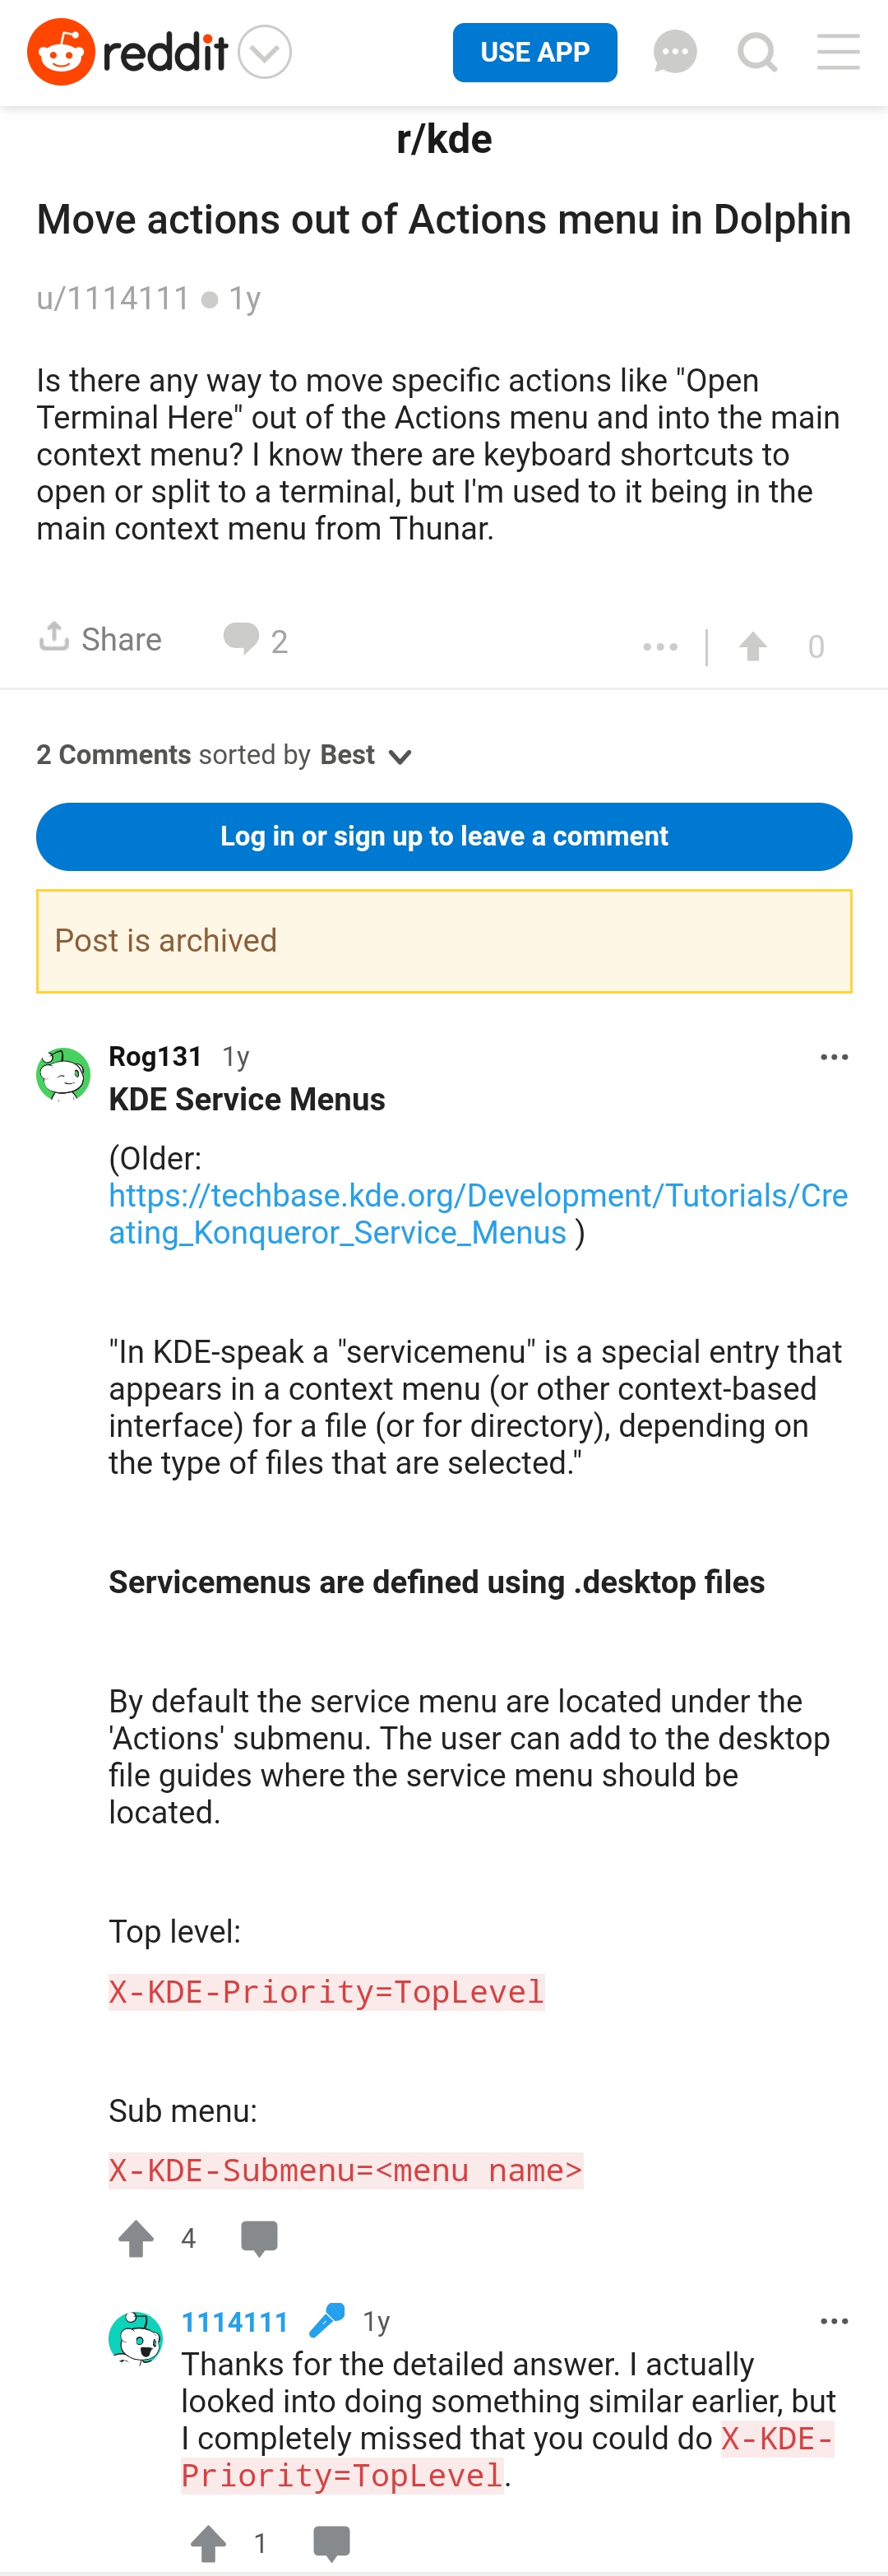 reddit
USE APP
r/kde
Move actions out of Actions menu in Dolphin
u/1114111 ● 1y
Is there any way to move specific actions like "Open
Terminal Here" out of the Actions menu and into the main
context menu? I know there are keyboard shortcuts to
open or split to a terminal, but I'm used to it being in the
main context menu from Thunar.
Share 2 0
2 Comments sorted by Best
Log in or sign up to leave a comment
Post is archived
Rog131 1y
KDE Service Menus
(Older:
https://techbase.kde.org/Development/Tutorials/Cre
ating_Konqueror_Service_Menus )
"In KDE-speak a "servicemenu" is a special entry that
appears in a context menu (or other context-based
interface) for a file (or for directory), depending on
the type of files that are selected."
Servicemenus are defined using .desktop files
By default the service menu are located under the
'Actions' submenu. The user can add to the desktop
file guides where the service menu should be
located.
Top level:
X-KDE-Priority=TopLevel
Sub menu:
X-KDE-Submenu=<menu name>
4
1114111 1y
Thanks for the detailed answer. I actually
looked into doing something similar earlier, but
I completely missed that you could do X-KDE-
Priority=TopLevel.
1